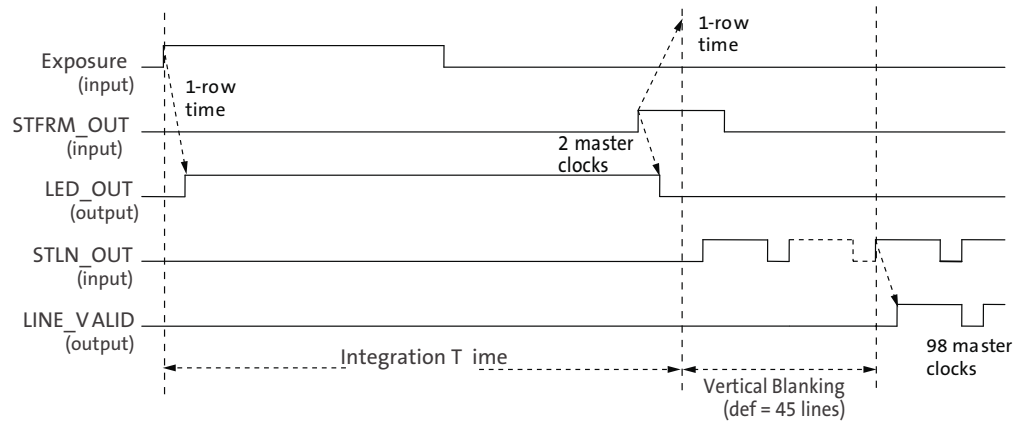 1-row
time
Exposure
(input)
1-row
time
STFRM_OUT
(input)
2 master
clocks
LED_OUT
(output)
STLN_OUT
(input)
LINE_VALID
(output)
98 master
clocks
Integration T ime
Vertical Blanking
(def = 45 lines)